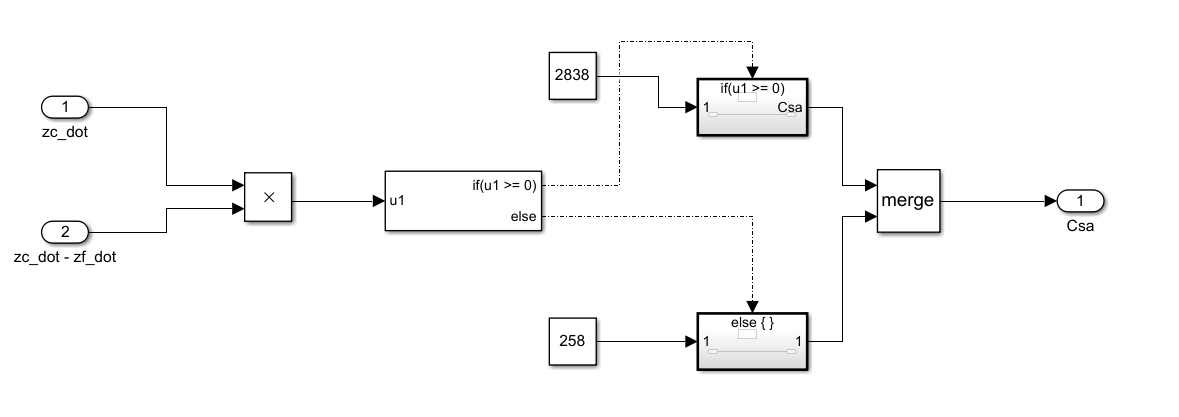 2838
if(u1 >= 0)
1
Csa
1
zc_dot
if(u1 >= 0)
u1
else
×
merge
1
Csa
2
zc_dot - zf_dot
else { }
258
1
1